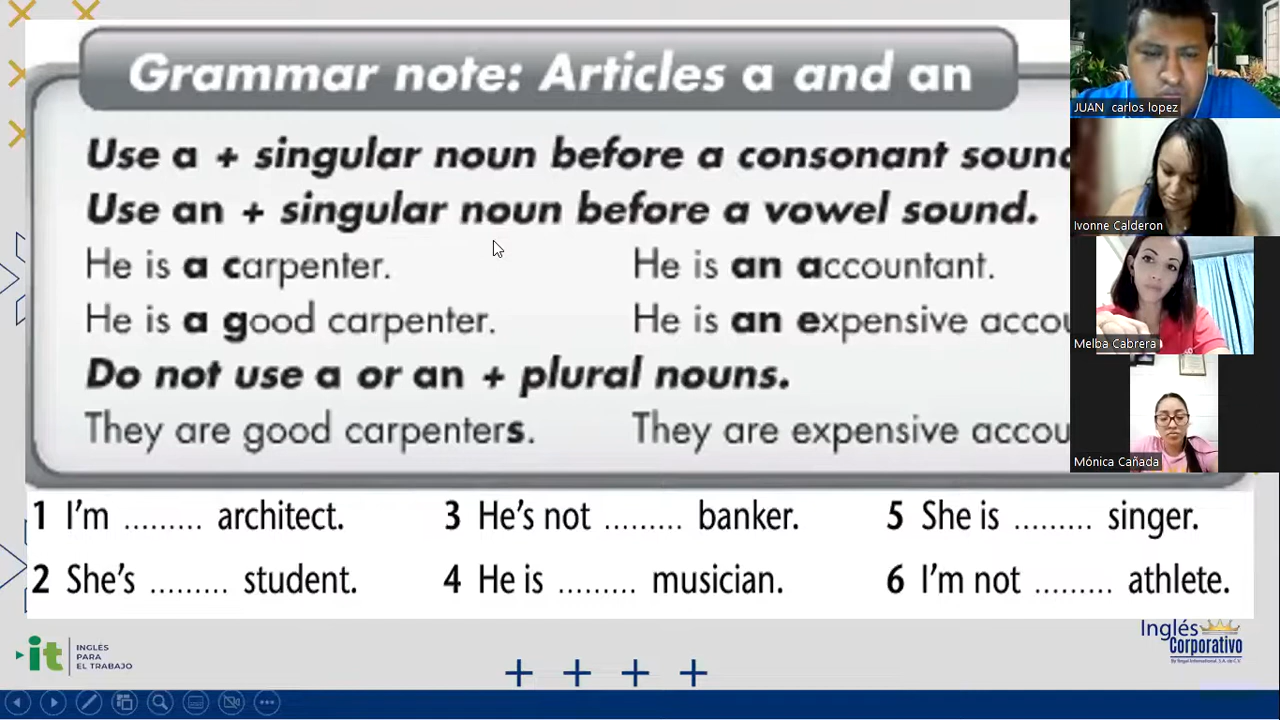 Grammar note: Articles a and an
Use a + singular noun before a consonant
Use an + singular noun before a vowel sound.
He is a carpenter. He is an accountant.
He is a good carpenter. He is an expensive
Do not use a or an + plural nouns.
They are good carpenters. They are expensive
1 I'm ......... architect. 3 He's not ......... banker. 5 She is ......... singer.
2 She's ......... student. 4 He is ......... musician. 6 I'm not ......... athlete.
JUAN carlos lopez
Ivonne Calderon
Melba Cabrera
Mónica Cañada
it INGLÉS
PARA
EL TRABAJO
Inglés
Corporativo
By Regal International, S.A. de C.V.